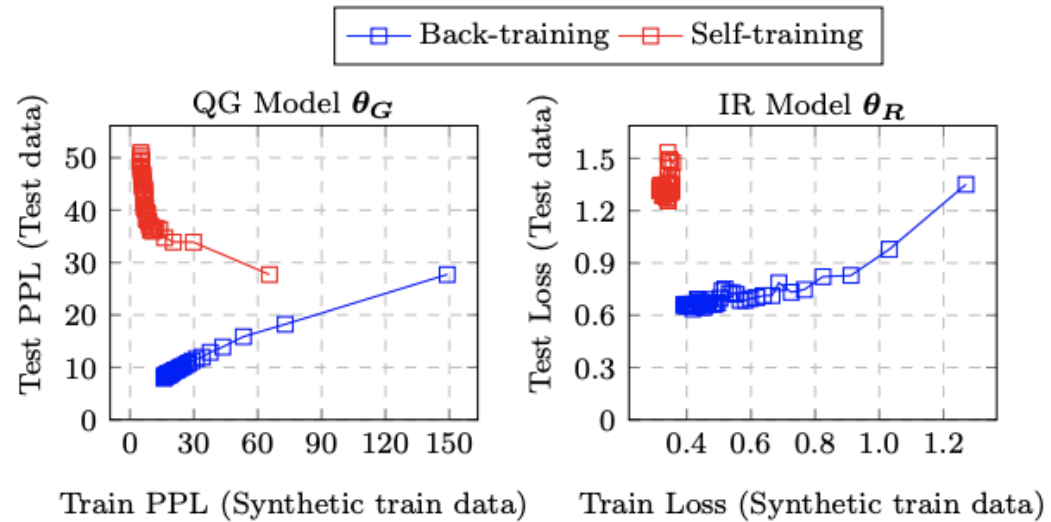 Back-training Self-training
QG Model θ_G
Test PPL (Test data)
50
40
30
20
10
0
0 30 60 90 120 150
Train PPL (Synthetic train data)
IR Model θ_R
Test Loss (Test data)
1.5
1.2
0.9
0.6
0.3
0
0.4 0.6 0.8 1.0 1.2
Train Loss (Synthetic train data)